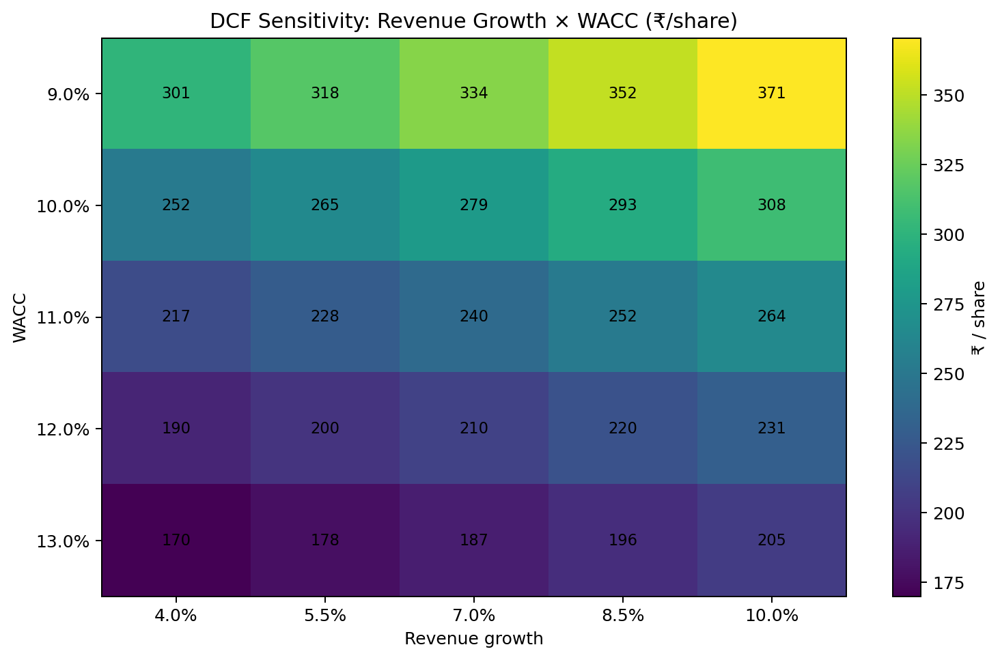 DCF Sensitivity: Revenue Growth × WACC (₹/share)
9.0% 301 318 334 352 371
10.0% 252 265 279 293 308
11.0% 217 228 240 252 264
12.0% 190 200 210 220 231
13.0% 170 178 187 196 205
4.0% 5.5% 7.0% 8.5% 10.0%
Revenue growth
WACC
350
325
300
275
250
225
200
175
₹ / share